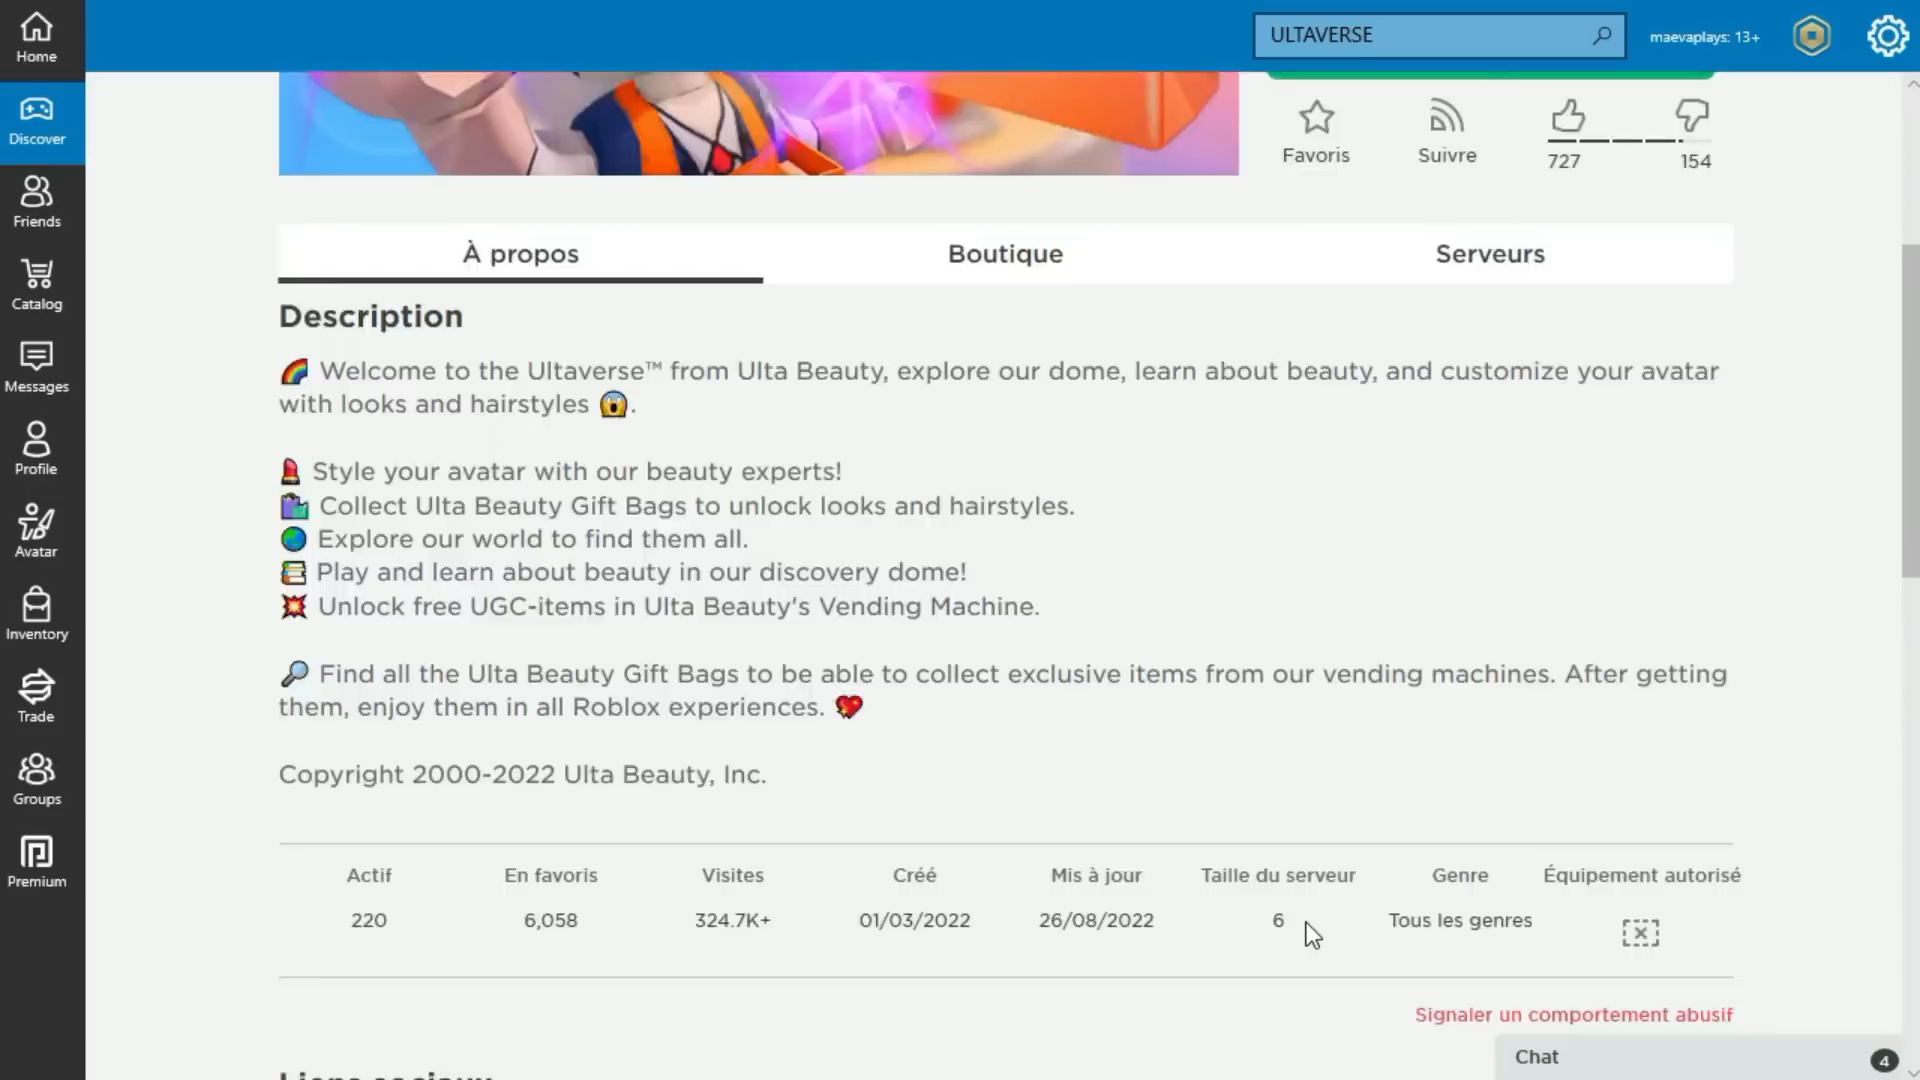 Home
ULTAVERSE
maevaplays: 13+
Discover
Friends
Catalog
Messages
Profile
Avatar
Inventory
Trade
Groups
Premium
Favoris
Suivre
727
154
À propos
Boutique
Serveurs
Description
Welcome to the Ultaverse™ from Ulta Beauty, explore our dome, learn about beauty, and customize your avatar
with looks and hairstyles .
Style your avatar with our beauty experts!
Collect Ulta Beauty Gift Bags to unlock looks and hairstyles.
Explore our world to find them all.
Play and learn about beauty in our discovery dome!
Unlock free UGC-items in Ulta Beauty's Vending Machine.
Find all the Ulta Beauty Gift Bags to be able to collect exclusive items from our vending machines. After getting
them, enjoy them in all Roblox experiences.
Copyright 2000-2022 Ulta Beauty, Inc.
Actif En favoris Visites Créé Mis à jour Taille du serveur Genre Équipement autorisé
220 6,058 324.7K+ 01/03/2022 26/08/2022 6 Tous les genres
Signaler un comportement abusif
Liens sociaux
Chat
4